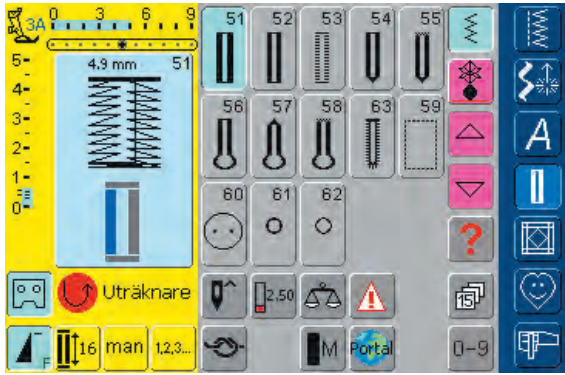 3A 0 3 6 9
51 52 53 54 55
5-
4.9 mm 51
4-
3-
56 57 58 63 59
2-
1-
0-
60 61 62
?
A
Uträknare
2.50
15
F
16 man 1,2,3...
M Portal 0-9